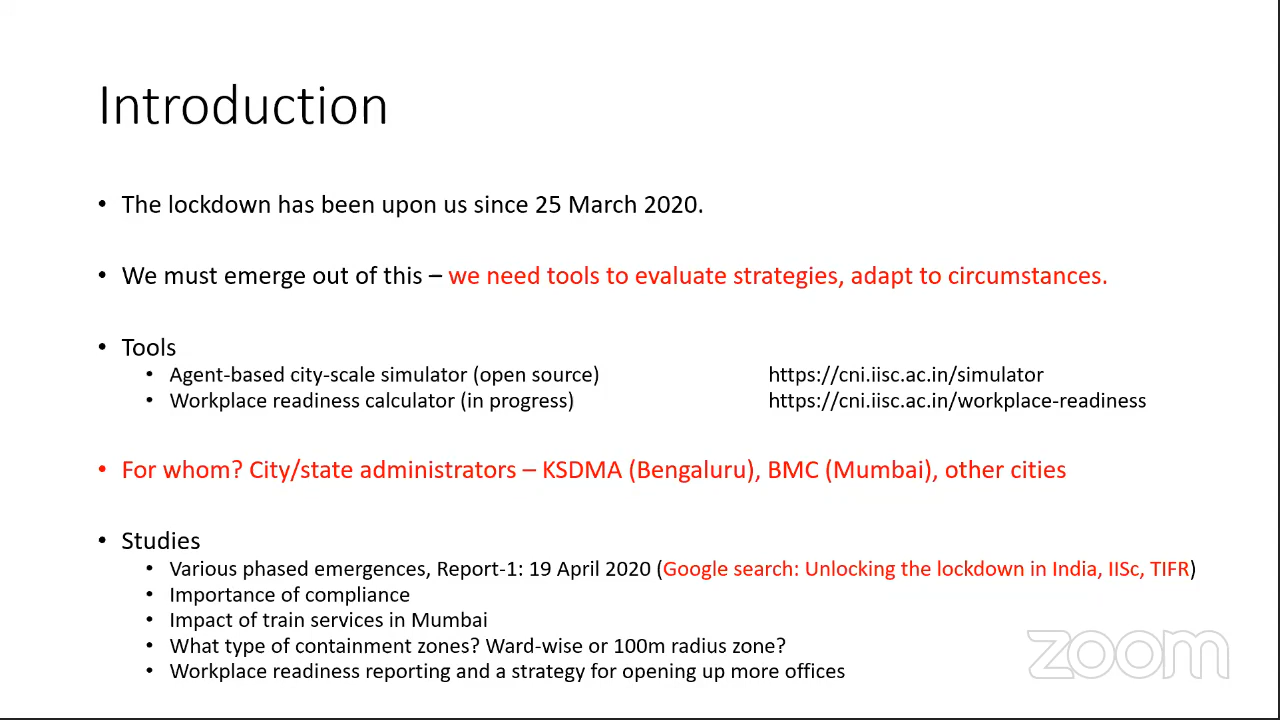 Introduction
• The lockdown has been upon us since 25 March 2020.
• We must emerge out of this – we need tools to evaluate strategies, adapt to circumstances.
• Tools
• Agent-based city-scale simulator (open source) https://cni.iisc.ac.in/simulator
• Workplace readiness calculator (in progress) https://cni.iisc.ac.in/workplace-readiness
• For whom? City/state administrators – KSDMA (Bengaluru), BMC (Mumbai), other cities
• Studies
• Various phased emergences, Report-1: 19 April 2020 (Google search: Unlocking the lockdown in India, IISc, TIFR)
• Importance of compliance
• Impact of train services in Mumbai
• What type of containment zones? Ward-wise or 100m radius zone?
• Workplace readiness reporting and a strategy for opening up more offices
zoom